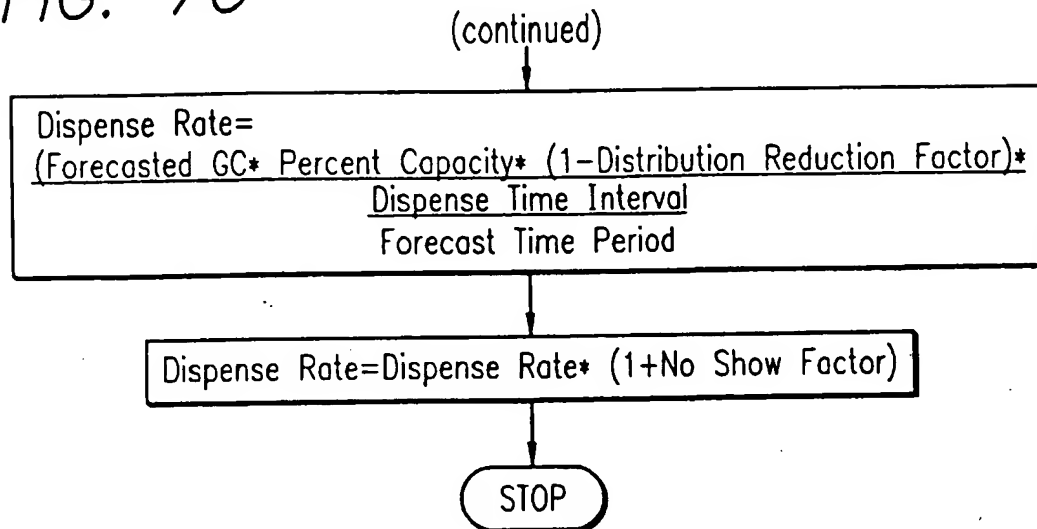 (continued)
Dispense Rate=
(Forecasted GC* Percent Capacity* (1-Distribution Reduction Factor)*
Dispense Time Interval
Forecast Time Period
Dispense Rate=Dispense Rate* (1+No Show Factor)
STOP